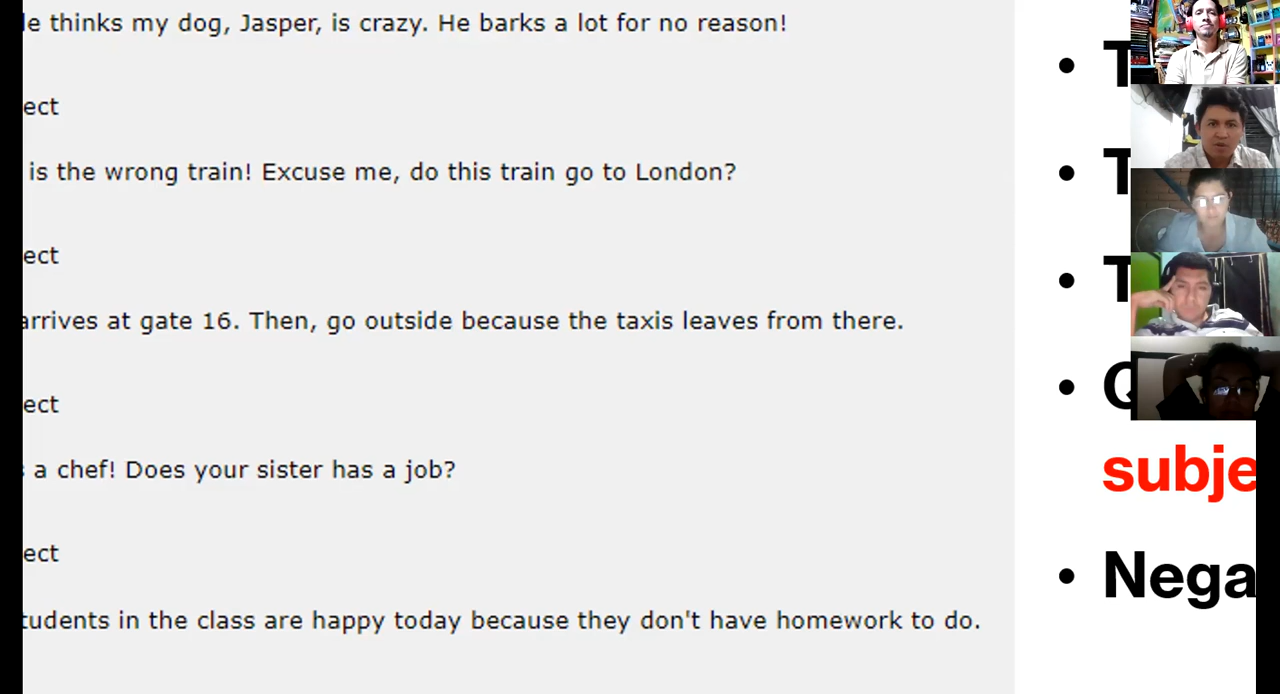 le thinks my dog, Jasper, is crazy. He barks a lot for no reason!
ect
is the wrong train! Excuse me, do this train go to London?
ect
arrives at gate 16. Then, go outside because the taxis leaves from there.
ect
a chef! Does your sister has a job?
ect
tudents in the class are happy today because they don't have homework to do.
• T
• T
• T
• Q
subje
• Nega